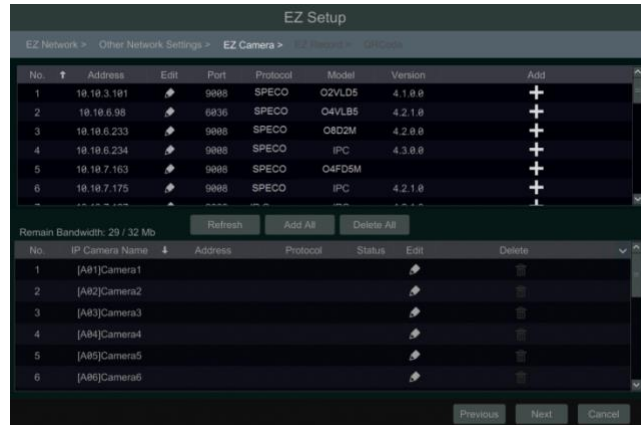 EZ Setup
EZ Network > Other Network Settings > EZ Camera > EZ Record > QRCode
No. ↑ Address Edit Port Protocol Model Version Add
1 10.10.3.101 9008 SPECO O2VLD5 4.1.0.0
2 10.10.6.98 6036 SPECO O4VLB5 4.2.1.0
3 10.10.6.233 9008 SPECO O8D2M 4.2.0.0
4 10.10.6.234 9008 SPECO IPC 4.3.0.0
5 10.10.7.163 9008 SPECO O4FD5M
6 10.10.7.175 9008 SPECO IPC 4.2.1.0
Remain Bandwidth: 29 / 32 Mb Refresh Add All Delete All
No. IP Camera Name ↓ Address Protocol Status Edit Delete
1 [A01]Camera1
2 [A02]Camera2
3 [A03]Camera3
4 [A04]Camera4
5 [A05]Camera5
6 [A06]Camera6
Previous Next Cancel